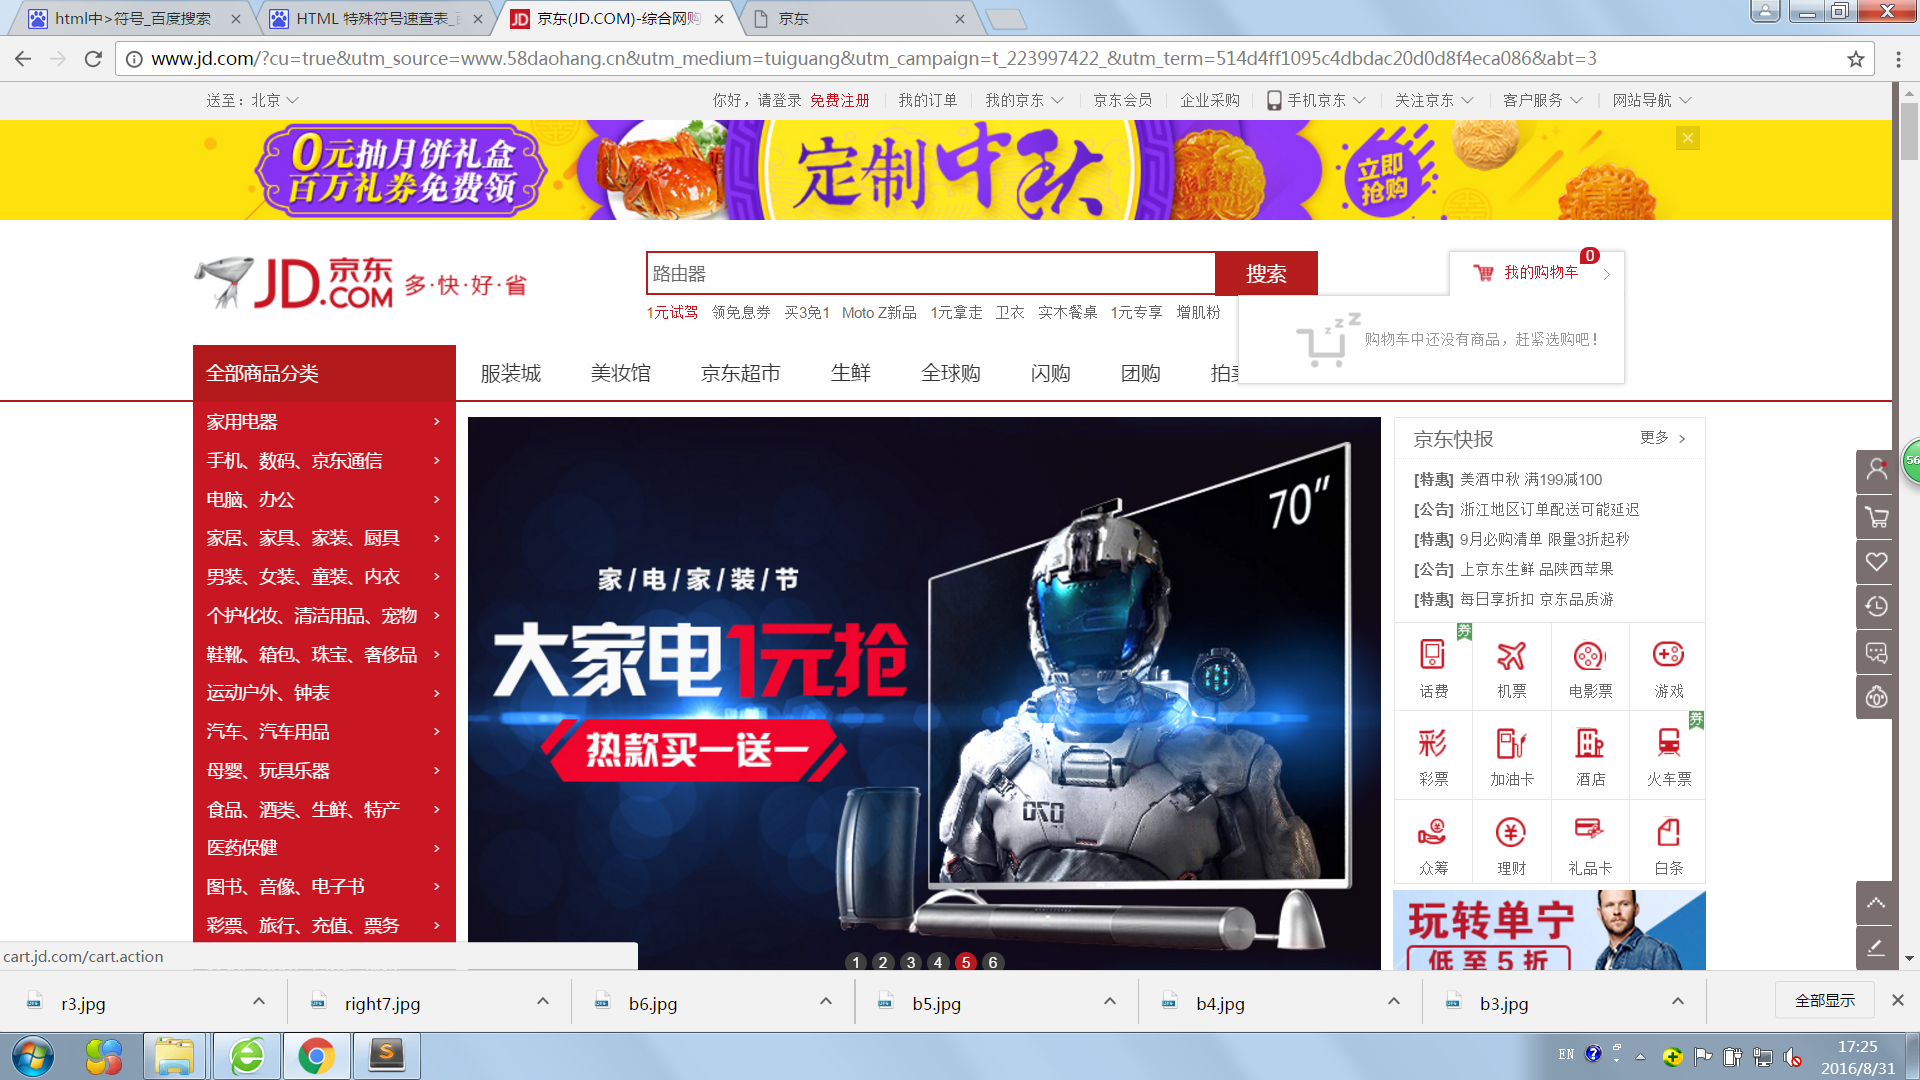 html中>符号_百度搜索
HTML 特殊符号速查表_百
京东(JD.COM)-综合网购
京东
www.jd.com/?cu=true&utm_source=www.58daohang.cn&utm_medium=tuiguang&utm_campaign=t_223997422_&utm_term=514d4ff1095c4dbdac20d0d8f4eca086&abt=3
送至：北京
你好，请登录 免费注册
我的订单
我的京东
京东会员
企业采购
手机京东
关注京东
客户服务
网站导航
0元抽月饼礼盒
百万礼券免费领
定制中秋
立即
抢购
JD.京东
.COM
多·快·好·省
路由器
搜索
我的购物车
0
1元试驾 领免息券 买3免1 Moto Z新品 1元拿走 卫衣 实木餐桌 1元专享 增肌粉
购物车中还没有商品，赶紧选购吧！
全部商品分类
服装城 美妆馆 京东超市 生鲜 全球购 闪购 团购 拍卖
家用电器
手机、数码、京东通信
电脑、办公
家居、家具、家装、厨具
男装、女装、童装、内衣
个护化妆、清洁用品、宠物
鞋靴、箱包、珠宝、奢侈品
运动户外、钟表
汽车、汽车用品
母婴、玩具乐器
食品、酒类、生鲜、特产
医药保健
图书、音像、电子书
彩票、旅行、充值、票务
70"
家/电/家/装/节
大家电1元抢
热款买一送一
070
1 2 3 4 5 6
京东快报
更多 >
[特惠] 美酒中秋 满199减100
[公告] 浙江地区订单配送可能延迟
[特惠] 9月必购清单 限量3折起秒
[公告] 上京东生鲜 品陕西苹果
[特惠] 每日享折扣 京东品质游
券
话费 机票 电影票 游戏
券
彩
彩票 加油卡 酒店 火车票
众筹 理财 礼品卡 白条
玩转单宁
低至5折
56
cart.jd.com/cart.action
r3.jpg
right7.jpg
b6.jpg
b5.jpg
b4.jpg
b3.jpg
全部显示
EN
17:25
2016/8/31